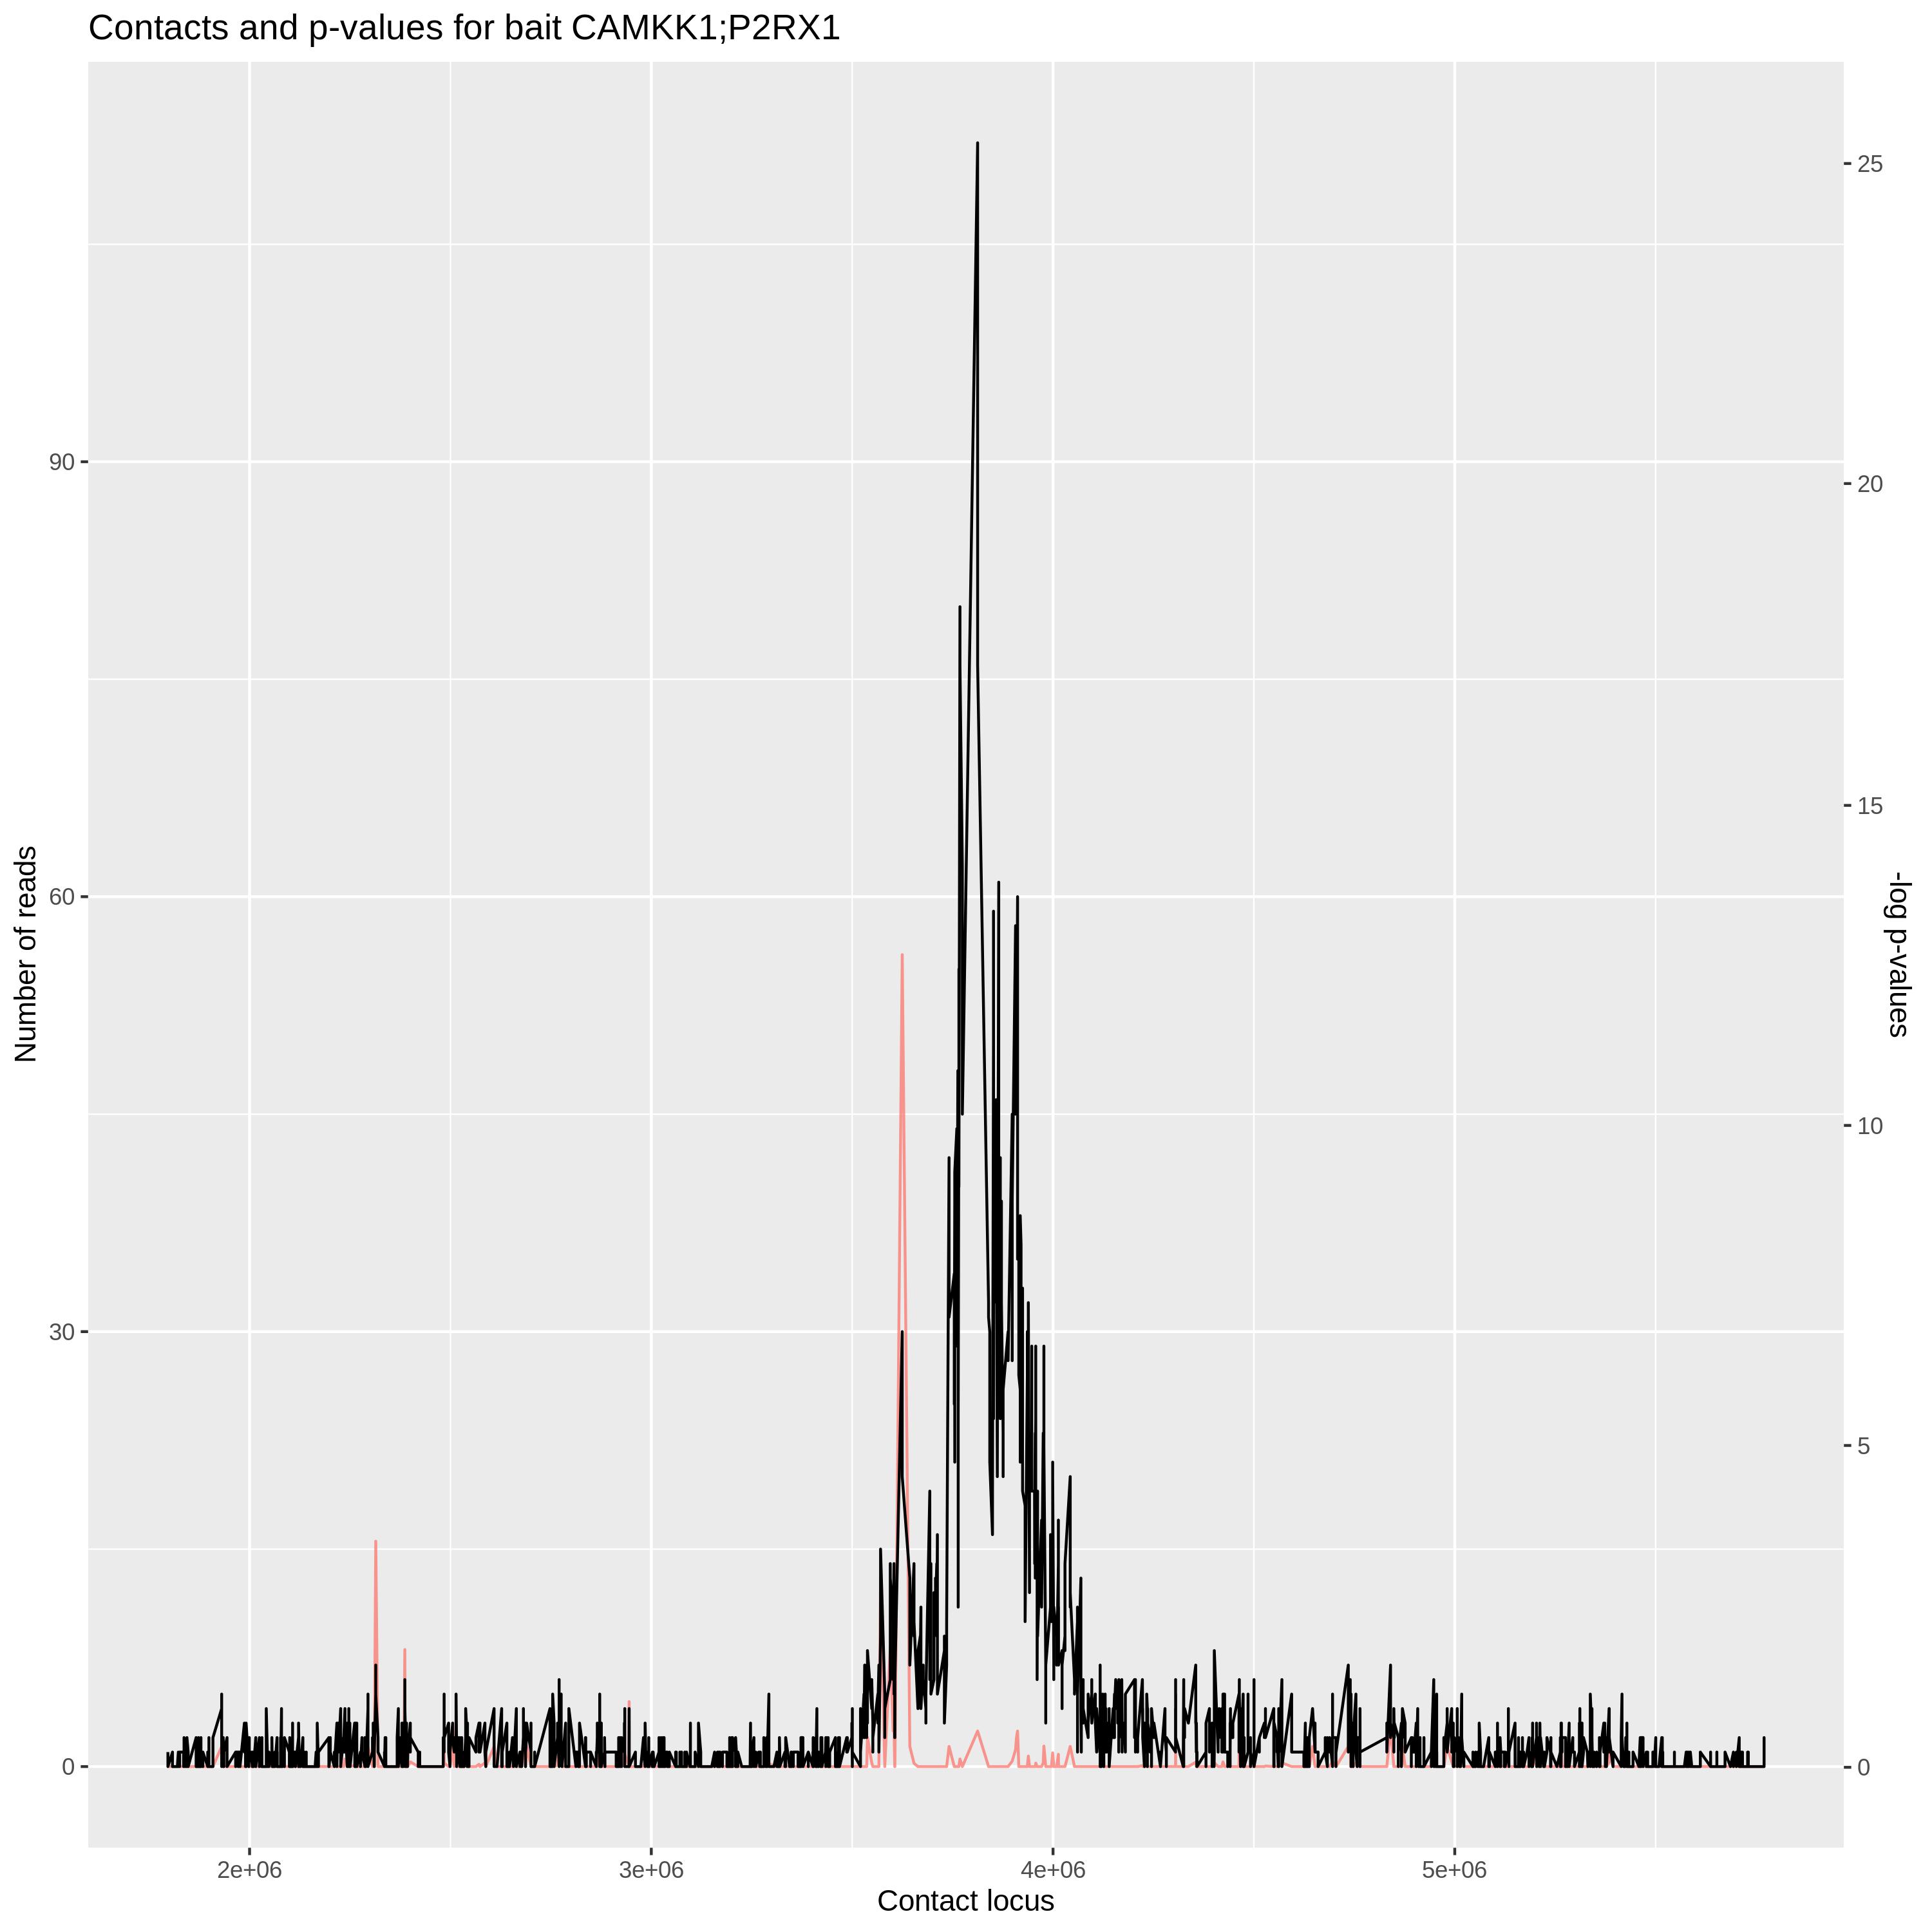 Contacts and p-values for bait CAMKK1;P2RX1
Number of reads
90
60
30
0
25
20
15
10
5
0
-log p-values
2e+06
3e+06
4e+06
5e+06
Contact locus